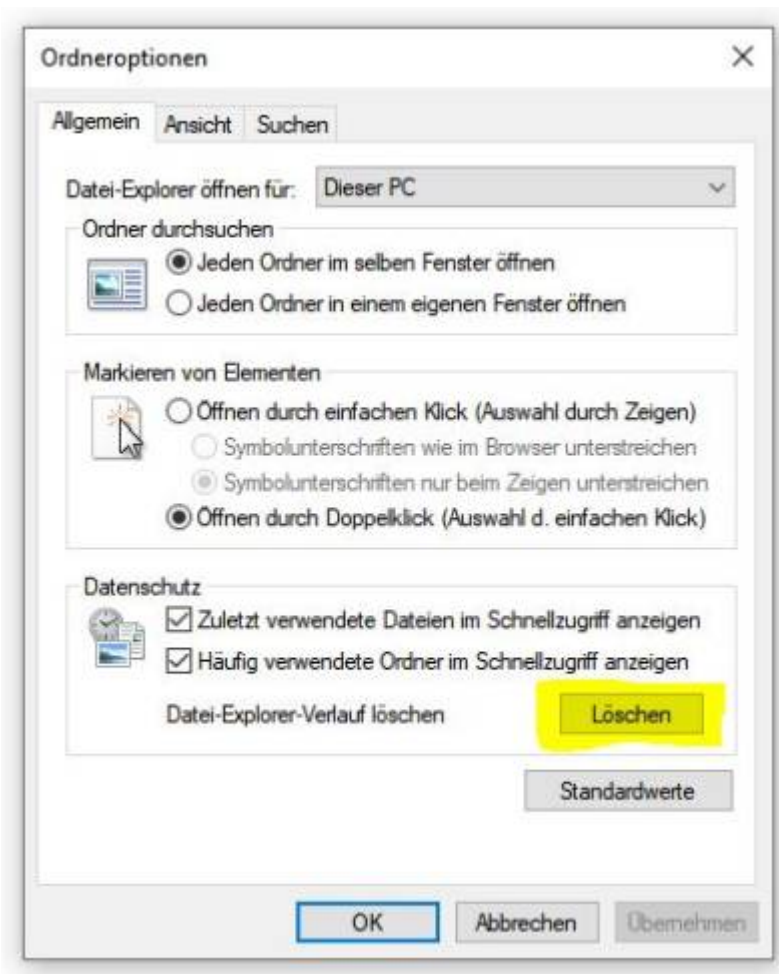 Ordneroptionen
Allgemein Ansicht Suchen
Datei-Explorer öffnen für: Dieser PC
Ordner durchsuchen
Jeden Ordner im selben Fenster öffnen
Jeden Ordner in einem eigenen Fenster öffnen
Markieren von Elementen
Öffnen durch einfachen Klick (Auswahl durch Zeigen)
Symbolunterschriften wie im Browser unterstreichen
Symbolunterschriften nur beim Zeigen unterstreichen
Öffnen durch Doppelklick (Auswahl d. einfachen Klick)
Datenschutz
Zuletzt verwendete Dateien im Schnellzugriff anzeigen
Häufig verwendete Ordner im Schnellzugriff anzeigen
Datei-Explorer-Verlauf löschen Löschen
Standardwerte
OK Abbrechen Übernehmen